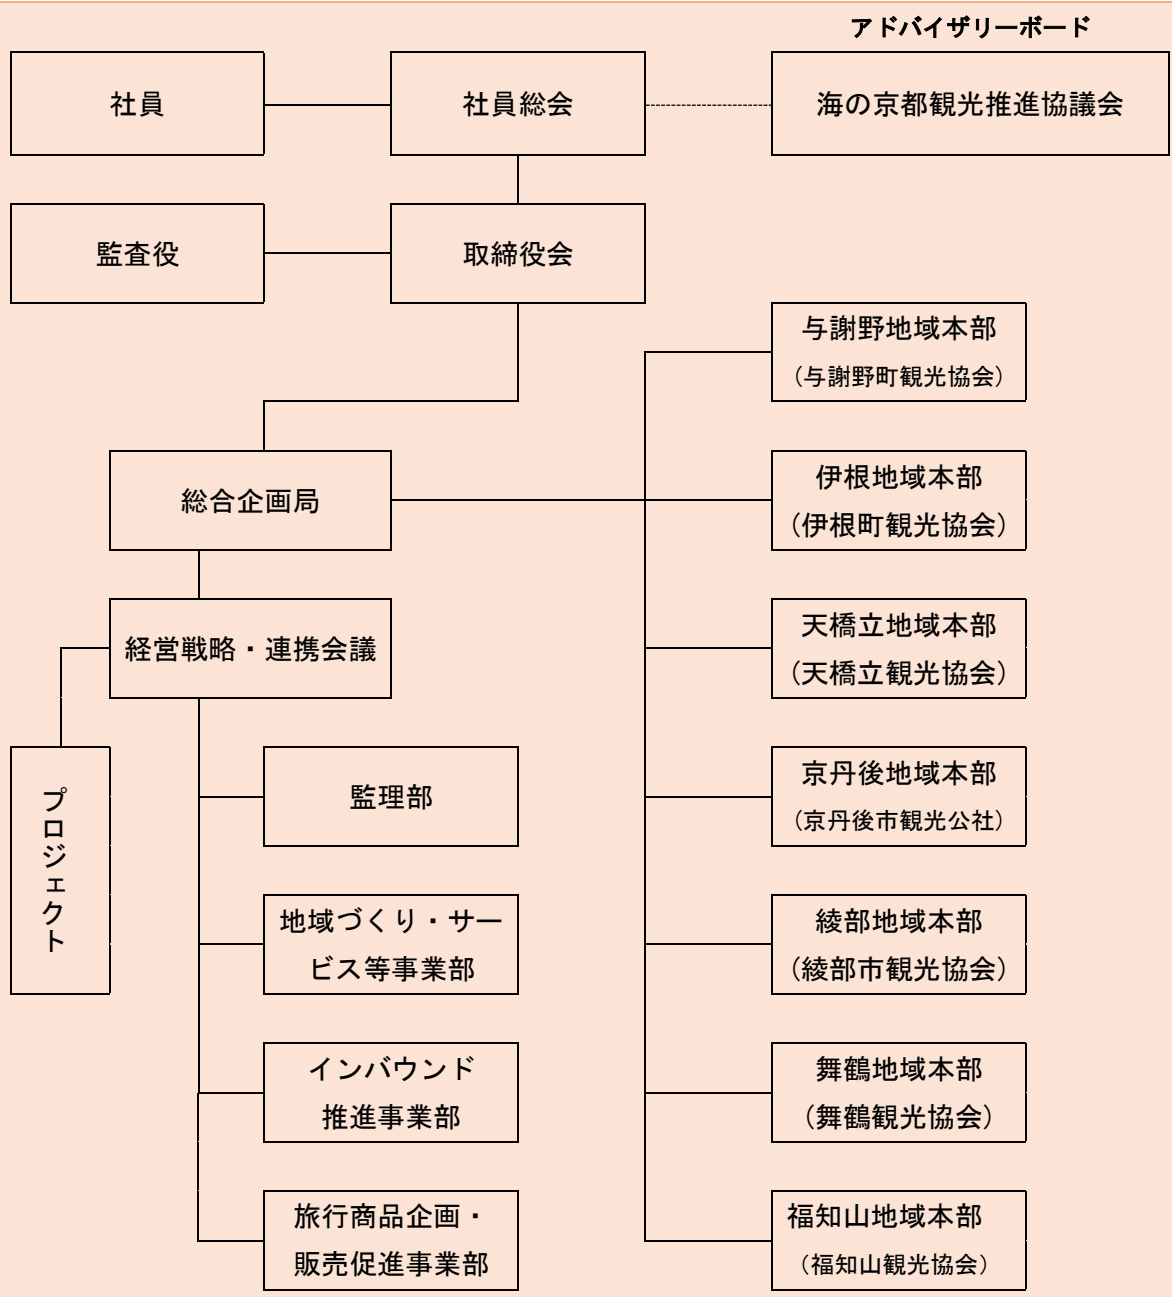 アドバイザリーボード
社員
社員総会
海の京都観光推進協議会
監査役
取締役会
与謝野地域本部
（与謝野町観光協会）
総合企画局
伊根地域本部
（伊根町観光協会）
経営戦略・連携会議
天橋立地域本部
（天橋立観光協会）
プロジェクト
監理部
京丹後地域本部
（京丹後市観光公社）
地域づくり・サー
ビス等事業部
綾部地域本部
（綾部市観光協会）
インバウンド
推進事業部
舞鶴地域本部
（舞鶴観光協会）
旅行商品企画・
販売促進事業部
福知山地域本部
（福知山観光協会）